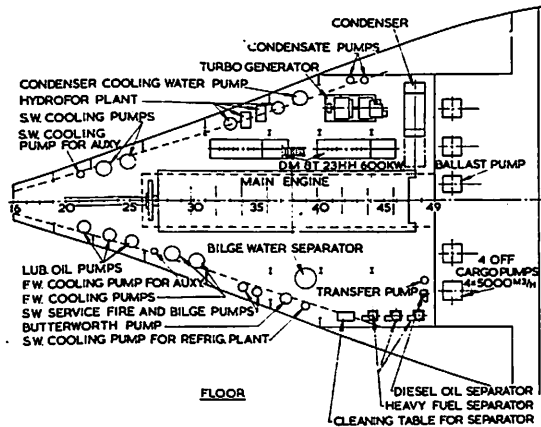 CONDENSER
CONDENSATE PUMPS
TURBO GENERATOR
CONDENSER COOLING WATER PUMP
HYDROFOR PLANT
S.W. COOLING PUMPS
S.W. COOLING
PUMP FOR AUXY.
DM 8T 23HH 600KW
BALLAST PUMP
MAIN ENGINE
16 20 25 30 35 40 45 49
BILGE WATER SEPARATOR
LUB. OIL PUMPS
F.W. COOLING PUMP FOR AUXY.
F.W. COOLING PUMPS
S.W. SERVICE FIRE AND BILGE PUMPS
BUTTERWORTH PUMP
S.W. COOLING PUMP FOR REFRIG. PLANT
TRANSFER PUMP
4 OFF
CARGO PUMPS
4×5000M3/H
DIESEL OIL SEPARATOR
HEAVY FUEL SEPARATOR
CLEANING TABLE FOR SEPARATOR
FLOOR